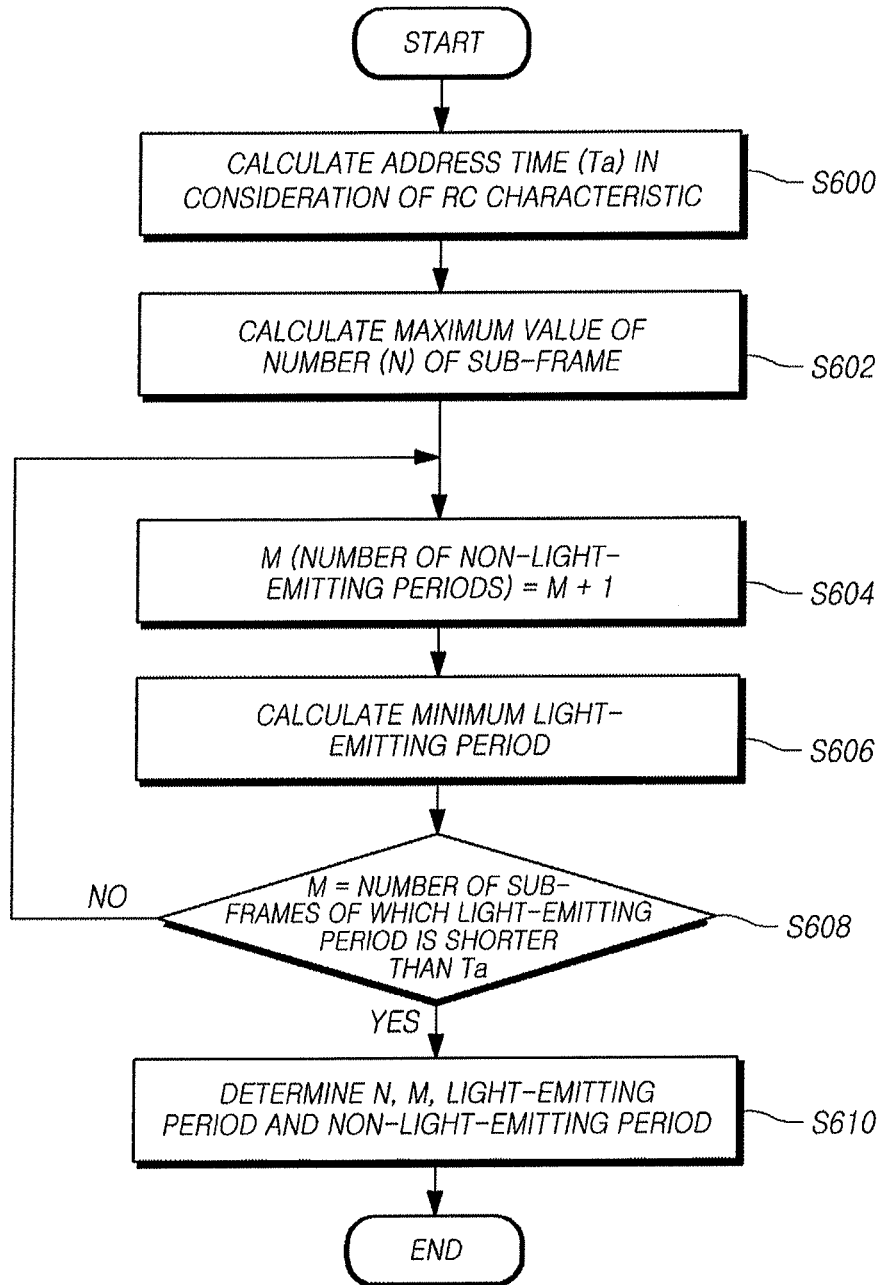 START
CALCULATE ADDRESS TIME (Ta) IN
CONSIDERATION OF RC CHARACTERISTIC
S600
CALCULATE MAXIMUM VALUE OF
NUMBER (N) OF SUB-FRAME
S602
M (NUMBER OF NON-LIGHT-
EMITTING PERIODS) = M + 1
S604
CALCULATE MINIMUM LIGHT-
EMITTING PERIOD
S606
NO
M = NUMBER OF SUB-
FRAMES OF WHICH LIGHT-EMITTING
PERIOD IS SHORTER
THAN Ta
S608
YES
DETERMINE N, M, LIGHT-EMITTING
PERIOD AND NON-LIGHT-EMITTING PERIOD
S610
END